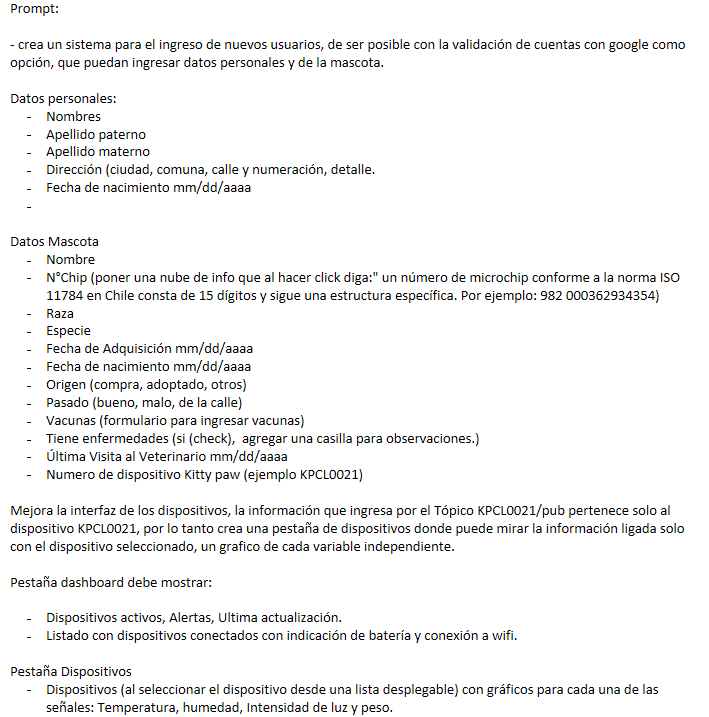 Prompt:
- crea un sistema para el ingreso de nuevos usuarios, de ser posible con la validación de cuentas con google como
opción, que puedan ingresar datos personales y de la mascota.
Datos personales:
- Nombres
- Apellido paterno
- Apellido materno
- Dirección (ciudad, comuna, calle y numeración, detalle.
- Fecha de nacimiento mm/dd/aaaa
-
Datos Mascota
- Nombre
- N°Chip (poner una nube de info que al hacer click diga:" un número de microchip conforme a la norma ISO
11784 en Chile consta de 15 dígitos y sigue una estructura específica. Por ejemplo: 982 000362934354)
- Raza
- Especie
- Fecha de Adquisición mm/dd/aaaa
- Fecha de nacimiento mm/dd/aaaa
- Origen (compra, adoptado, otros)
- Pasado (bueno, malo, de la calle)
- Vacunas (formulario para ingresar vacunas)
- Tiene enfermedades (si (check),  agregar una casilla para observaciones.)
- Última Visita al Veterinario mm/dd/aaaa
- Numero de dispositivo Kitty paw (ejemplo KPCL0021)
Mejora la interfaz de los dispositivos, la información que ingresa por el Tópico KPCL0021/pub pertenece solo al
dispositivo KPCL0021, por lo tanto crea una pestaña de dispositivos donde puede mirar la información ligada solo
con el dispositivo seleccionado, un grafico de cada variable independiente.
Pestaña dashboard debe mostrar:
- Dispositivos activos, Alertas, Ultima actualización.
- Listado con dispositivos conectados con indicación de batería y conexión a wifi.
Pestaña Dispositivos
- Dispositivos (al seleccionar el dispositivo desde una lista desplegable) con gráficos para cada una de las
señales: Temperatura, humedad, Intensidad de luz y peso.